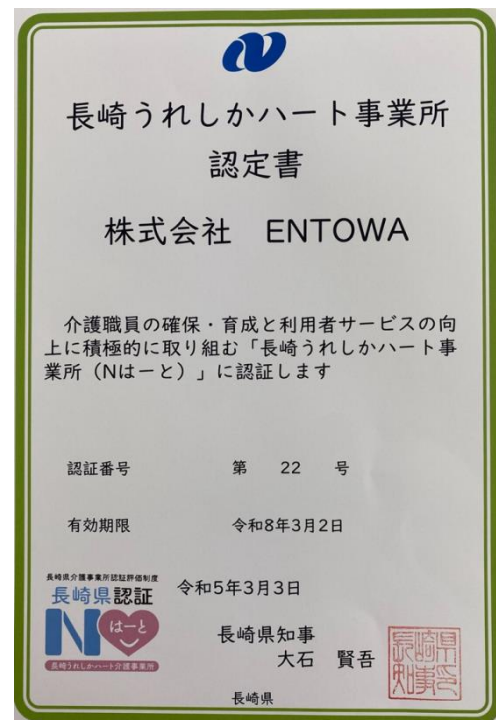 長崎うれしかハート事業所
認定書
株式会社 ENTOWA
介護職員の確保・育成と利用者サービスの向
上に積極的に取り組む「長崎うれしかハート事
業所（Nはーと）」に認証します
認証番号 第 22 号
有効期限 令和8年3月2日
令和5年3月3日
長崎県介護事業所認証評価制度
長崎県認証
Nはーと
長崎うれしかハート介護事業所
長崎県知事
大石 賢吾
長崎県
知事印
長崎県